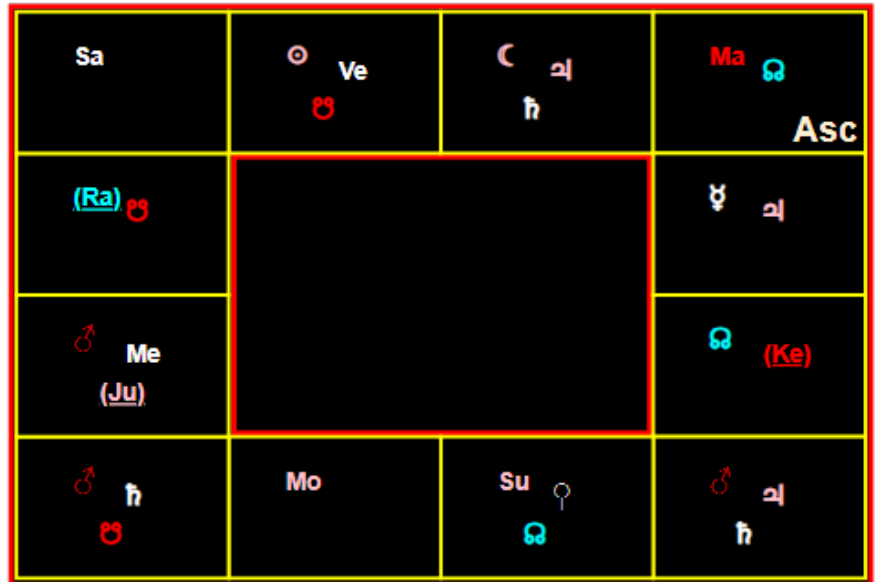 Sa
☉ Ve
☋
☾ ♃
♄
Ma ☊
Asc
(Ra) ☋
☿ ♃
♂ Me
(Ju)
☊ (Ke)
♂ ♄
☋
Mo
Su ⚲
☊
♂ ♃
♄